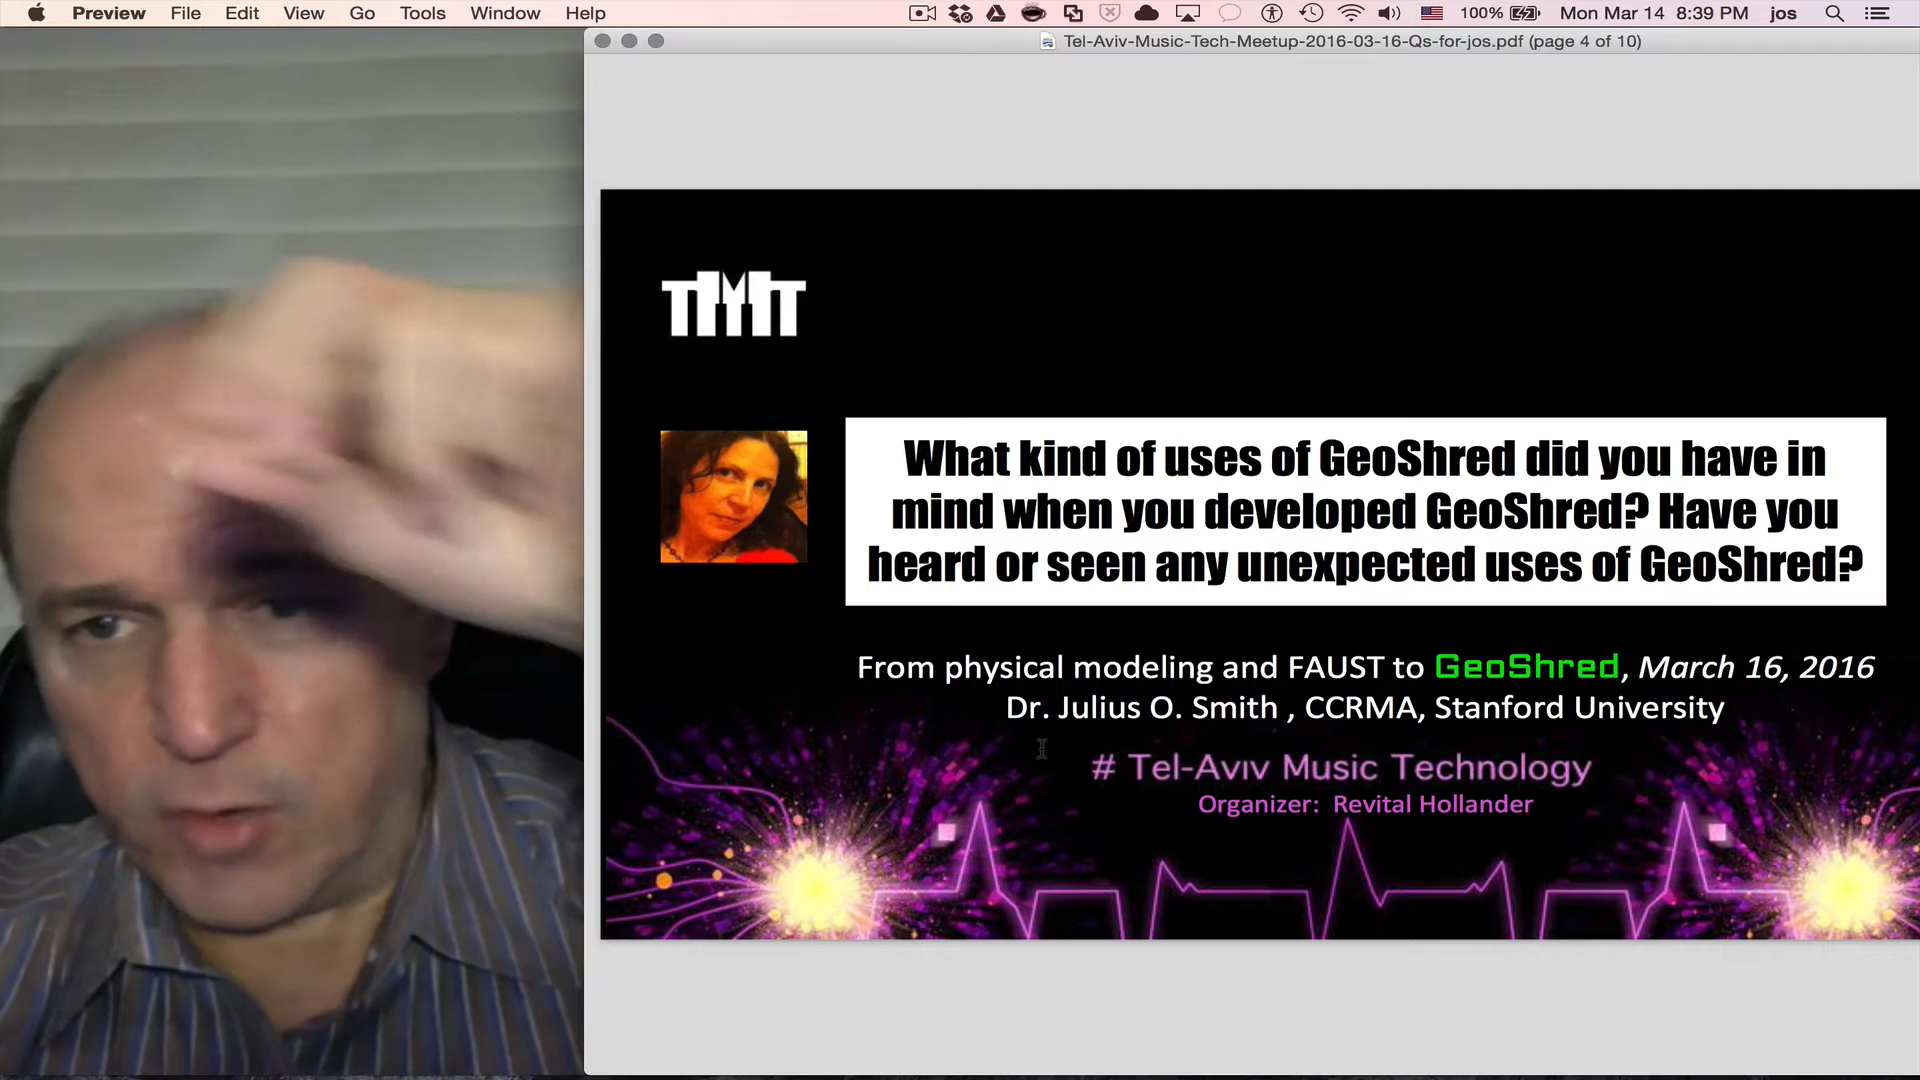 Preview File Edit View Go Tools Window Help 100% Mon Mar 14 8:39 PM jos
Tel-Aviv-Music-Tech-Meetup-2016-03-16-Qs-for-jos.pdf (page 4 of 10)
TMT
What kind of uses of GeoShred did you have in
mind when you developed GeoShred? Have you
heard or seen any unexpected uses of GeoShred?
From physical modeling and FAUST to GeoShred, March 16, 2016
Dr. Julius O. Smith , CCRMA, Stanford University
# Tel-Aviv Music Technology
Organizer: Revital Hollander